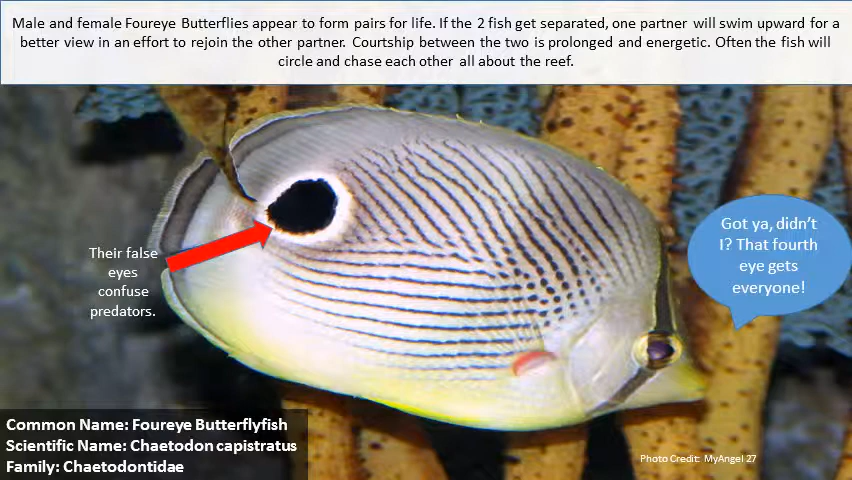 Male and female Foureye Butterflies appear to form pairs for life. If the 2 fish get separated, one partner will swim upward for a
better view in an effort to rejoin the other partner. Courtship between the two is prolonged and energetic. Often the fish will
circle and chase each other all about the reef.
Got ya, didn't
I? That fourth
eye gets
everyone!
Their false
eyes
confuse
predators.
Common Name: Foureye Butterflyfish
Scientific Name: Chaetodon capistratus
Family: Chaetodontidae
Photo Credit: MyAngel 27